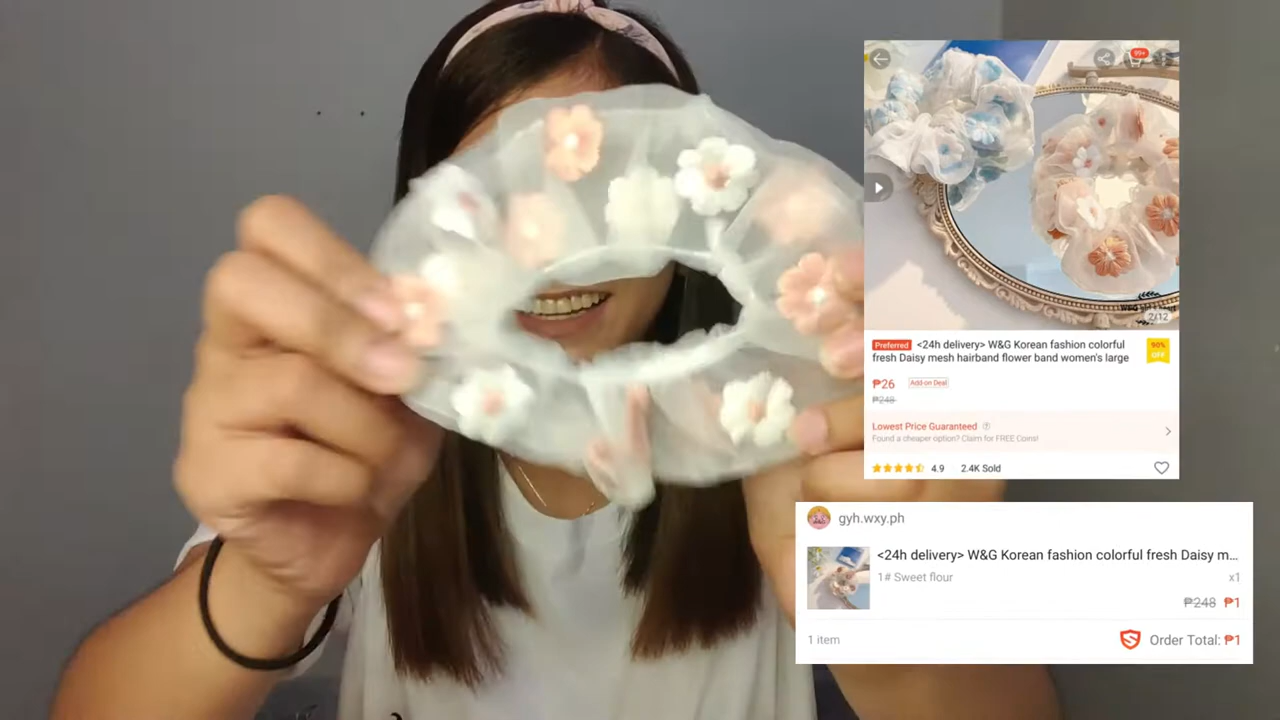 99+
2/12
Preferred <24h delivery> W&G Korean fashion colorful
fresh Daisy mesh hairband flower band women's large
90%
OFF
₱26 Add-on Deal
₱248
Lowest Price Guaranteed ?
Found a cheaper option? Claim for FREE Coins!
4.9 2.4K Sold
gyh.wxy.ph
<24h delivery> W&G Korean fashion colorful fresh Daisy m...
1# Sweet flour x1
₱248 ₱1
1 item S Order Total: ₱1